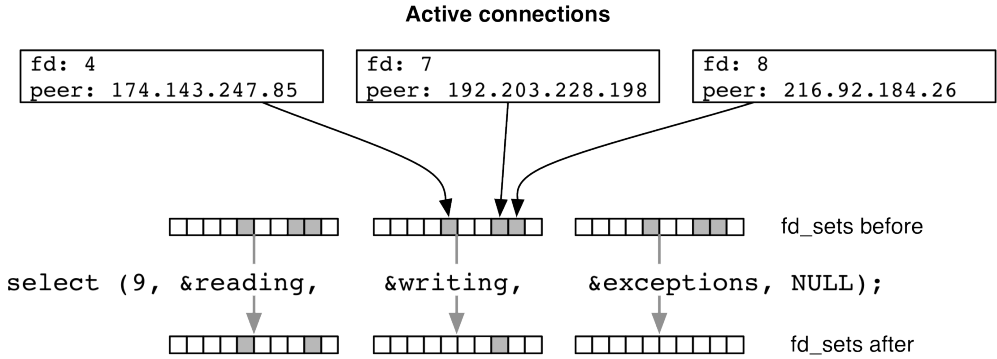 Active connections
fd: 4
peer: 174.143.247.85
fd: 7
peer: 192.203.228.198
fd: 8
peer: 216.92.184.26
fd_sets before
select (9, &reading, &writing, &exceptions, NULL);
fd_sets after